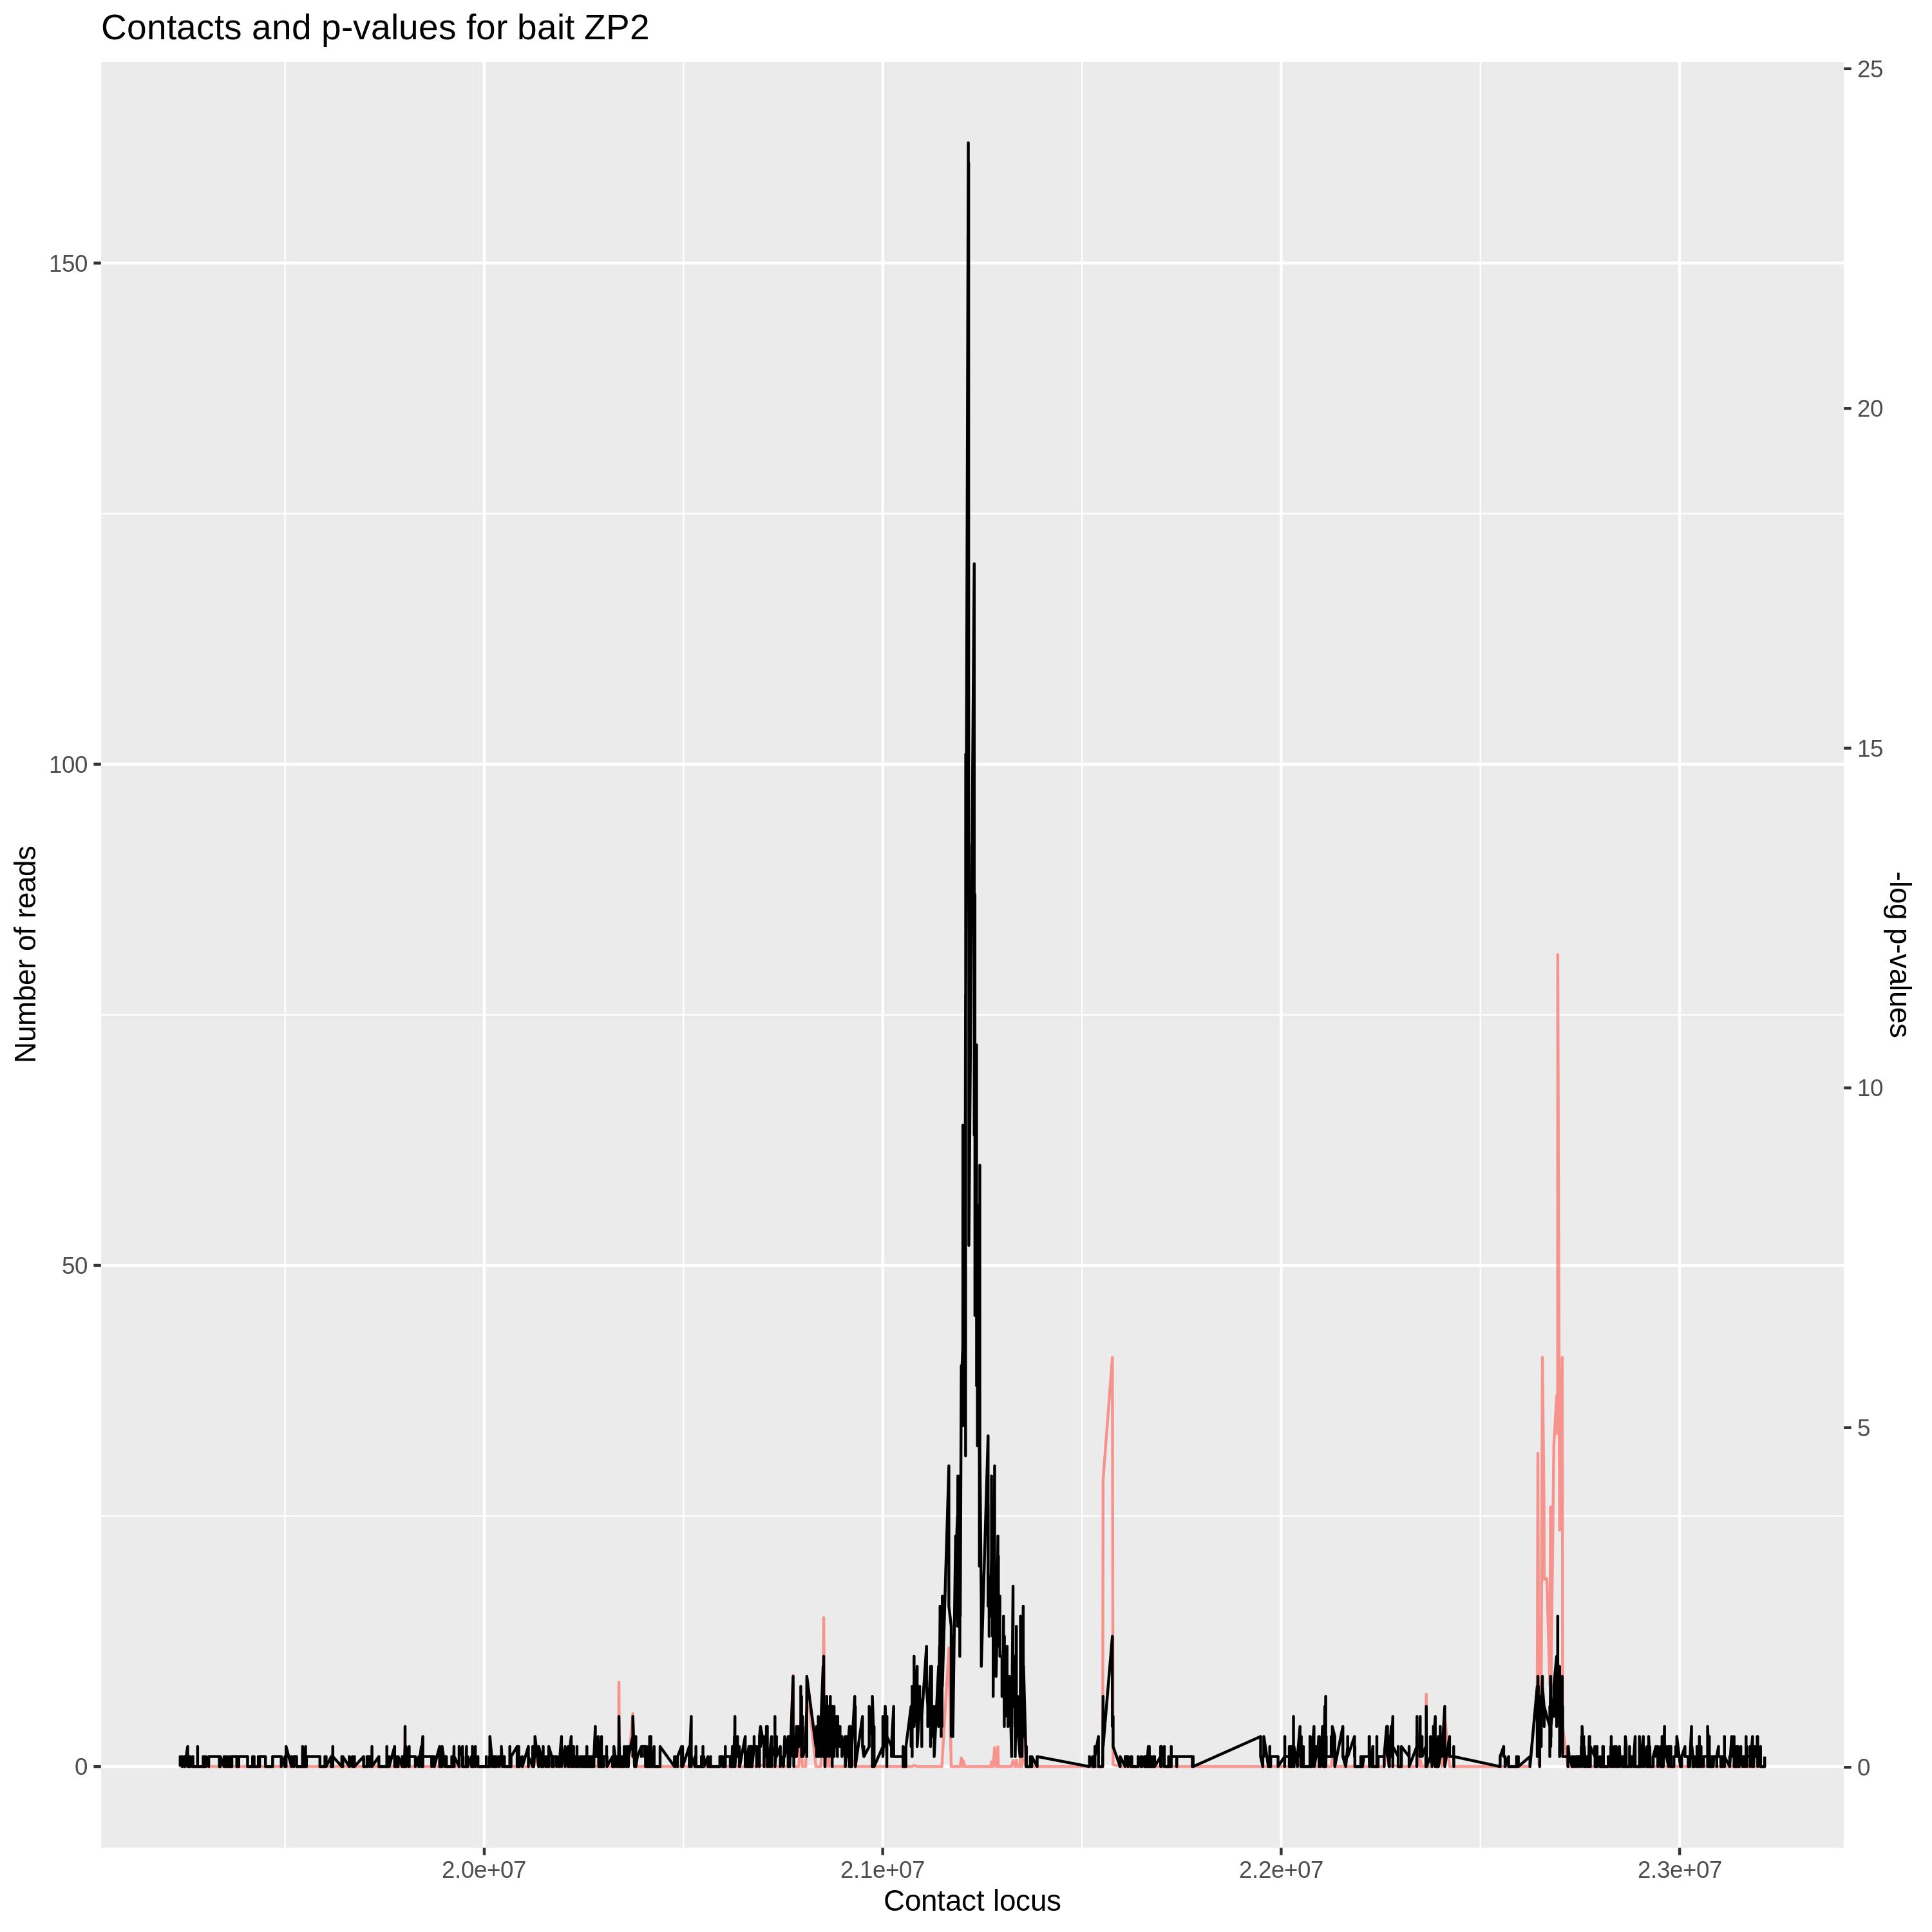 Contacts and p-values for bait ZP2
Number of reads
150
100
50
0
25
20
15
10
5
0
-log p-values
2.0e+07
2.1e+07
2.2e+07
2.3e+07
Contact locus